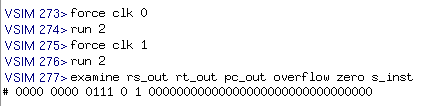 VSIM 273> force clk 0
VSIM 274> run 2
VSIM 275> force clk 1
VSIM 276> run 2
VSIM 277> examine rs_out rt_out pc_out overflow zero s_inst
# 0000 0000 0111 0 1 00000000000000000000000000000000